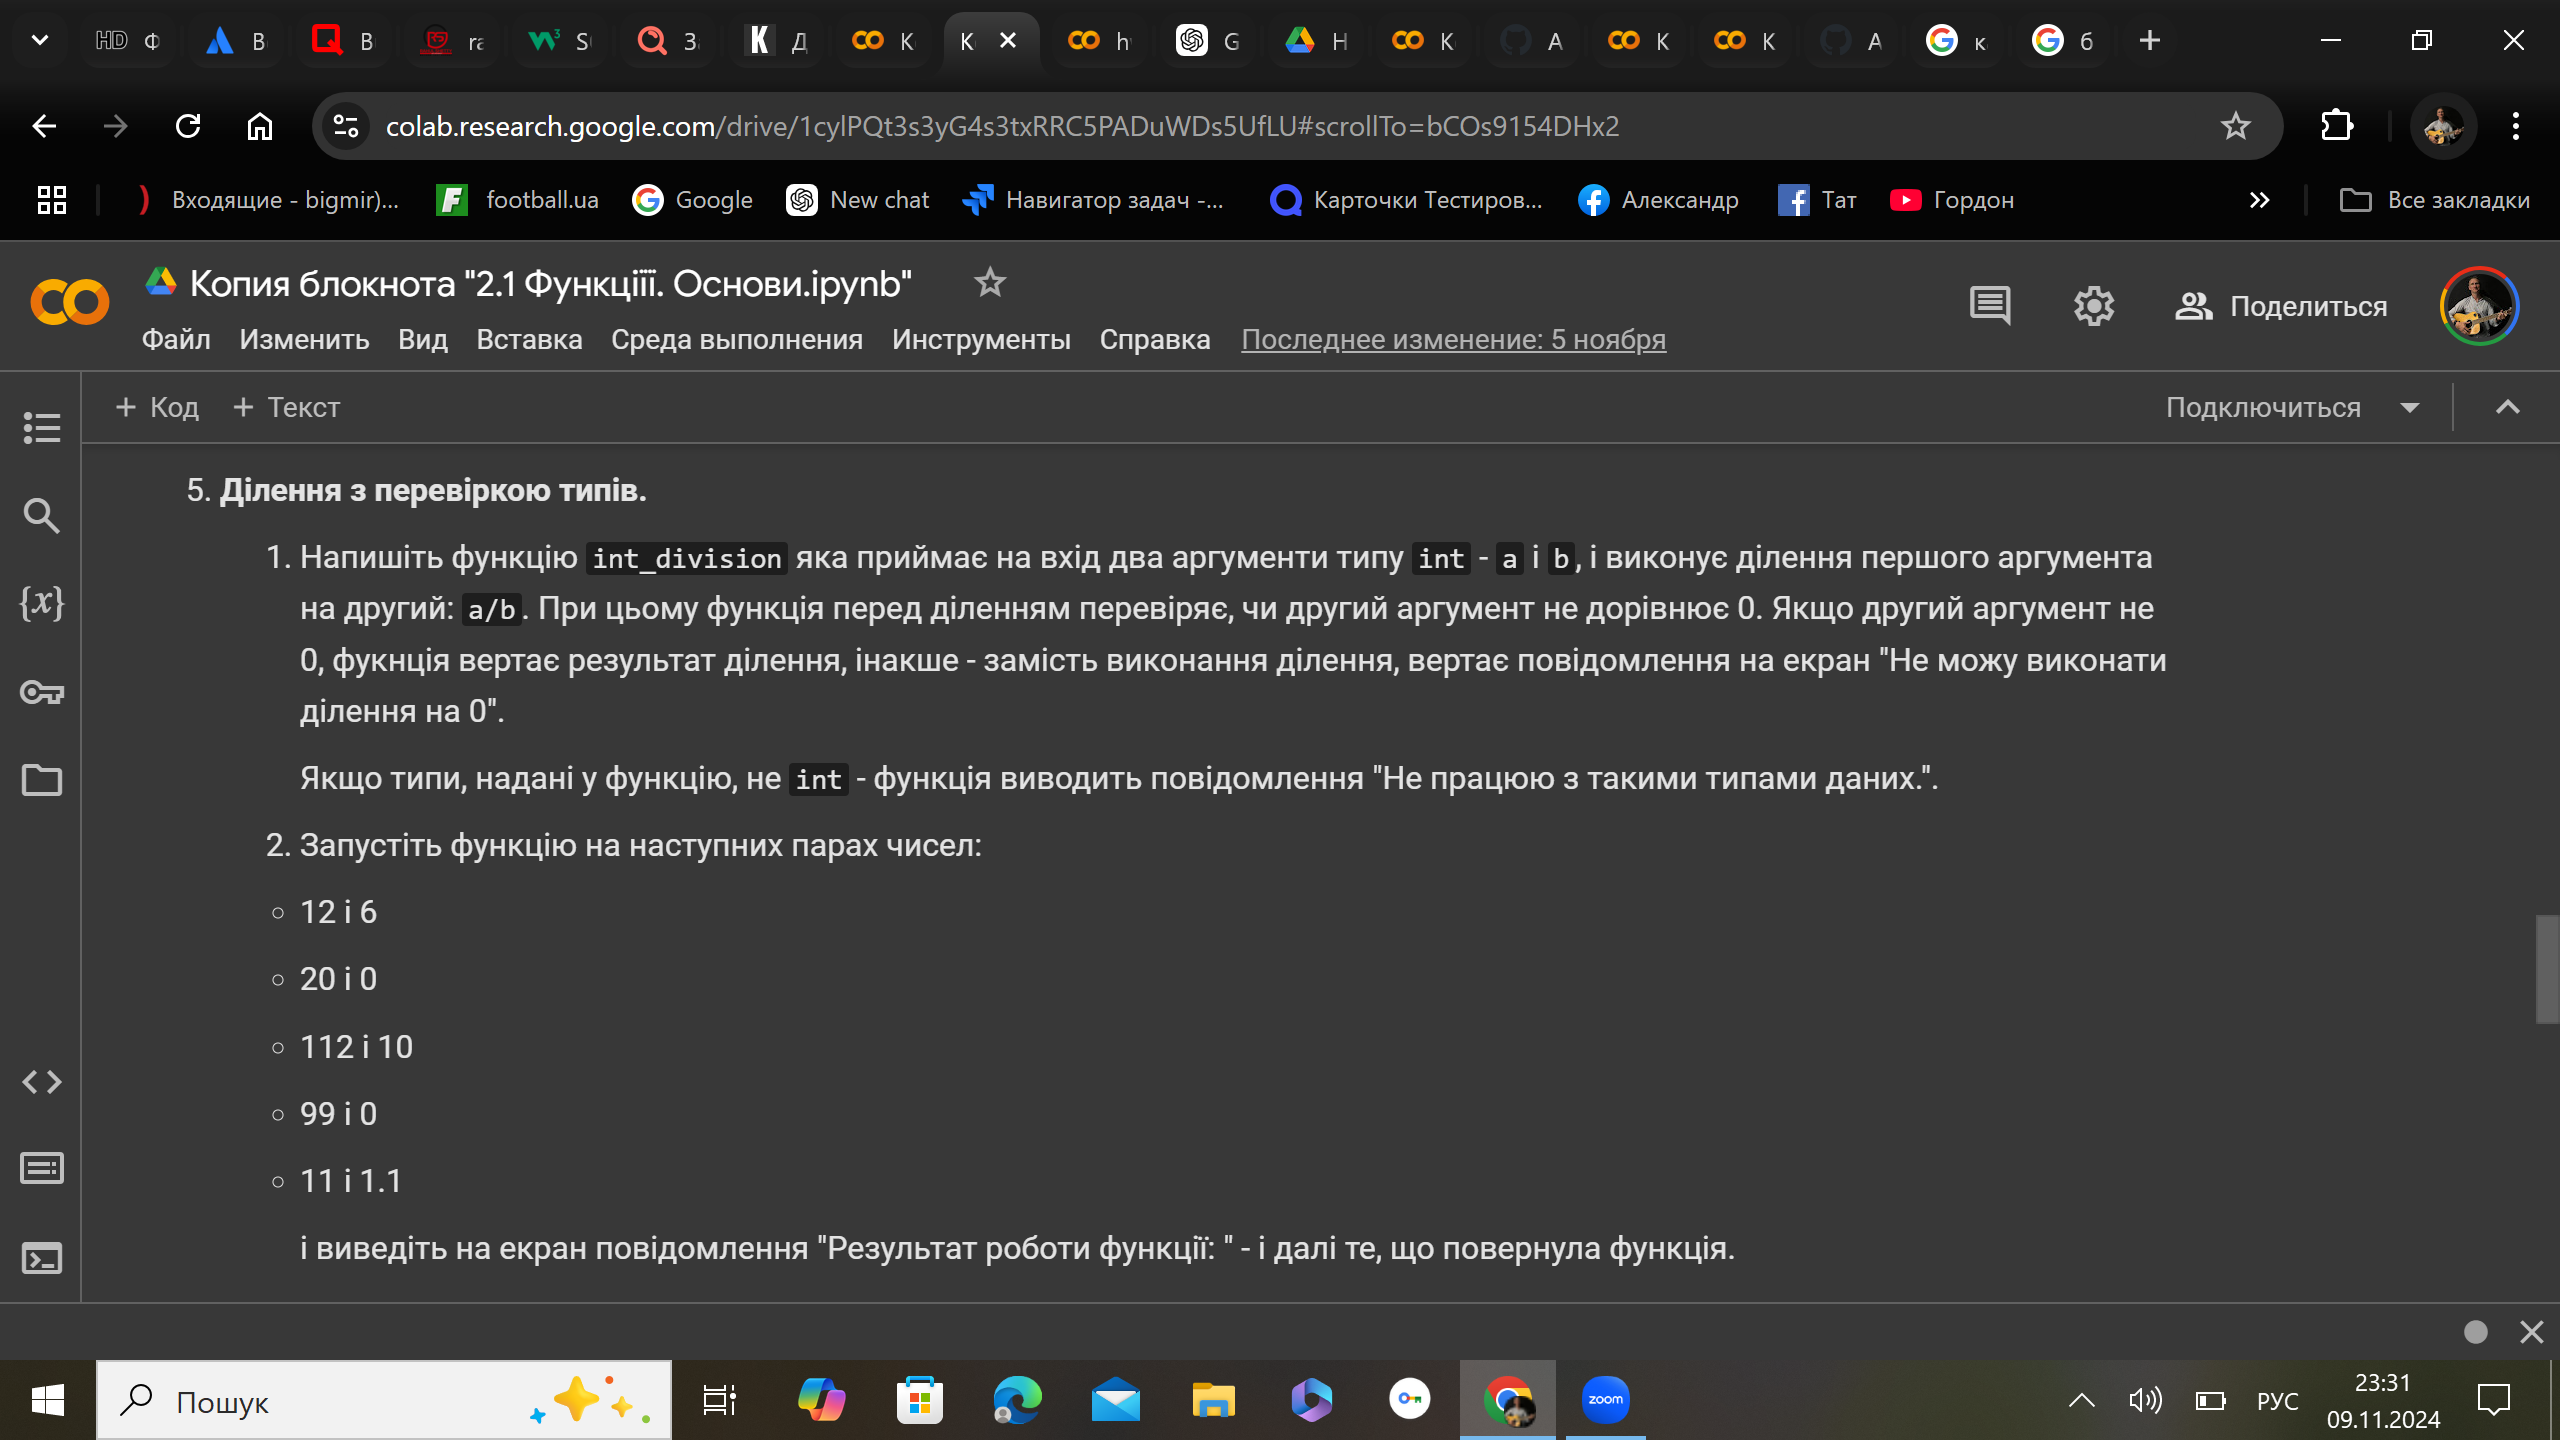 HD Ф В В ra S З Д К К h G Н К А К К А к б
colab.research.google.com/drive/1cylPQt3s3yG4s3txRRC5PADuWDs5UfLU#scrollTo=bCOs9154DHx2
Входящие - bigmir)... football.ua Google New chat Навигатор задач -... Карточки Тестиров... Александр Тат Гордон Все закладки
Копия блокнота "2.1 Функціїї. Основи.ipynb"
Поделиться
Файл Изменить Вид Вставка Среда выполнения Инструменты Справка Последнее изменение: 5 ноября
+ Код + Текст Подключиться
5. Ділення з перевіркою типів.
1. Напишіть функцію int_division яка приймає на вхід два аргументи типу int - a і b, і виконує ділення першого аргумента
на другий: a/b. При цьому функція перед діленням перевіряє, чи другий аргумент не дорівнює 0. Якщо другий аргумент не
0, фукнція вертає результат ділення, інакше - замість виконання ділення, вертає повідомлення на екран "Не можу виконати
ділення на 0".
Якщо типи, надані у функцію, не int - функція виводить повідомлення "Не працюю з такими типами даних.".
2. Запустіть функцію на наступних парах чисел:
12 і 6
20 і 0
112 і 10
99 і 0
11 і 1.1
і виведіть на екран повідомлення "Результат роботи функції: " - і далі те, що повернула функція.
Пошук
zoom
РУС
23:31
09.11.2024